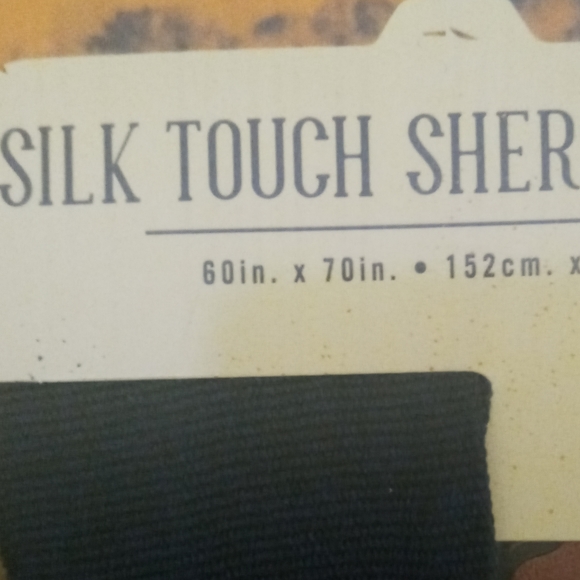 SILK TOUCH SHER
60in. x 70in. • 152cm. x